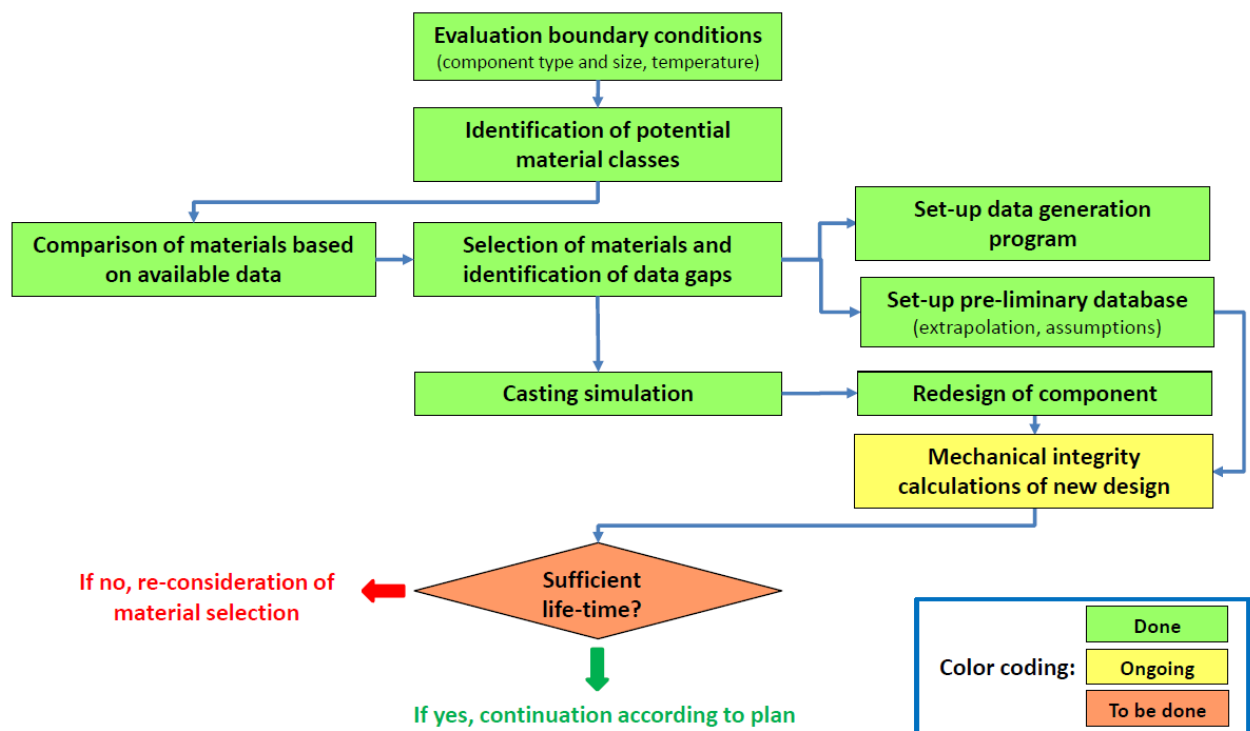 Evaluation boundary conditions
(component type and size, temperature)
Identification of potential
material classes
Comparison of materials based
on available data
Selection of materials and
identification of data gaps
Set-up data generation
program
Set-up pre-liminary database
(extrapolation, assumptions)
Casting simulation
Redesign of component
Mechanical integrity
calculations of new design
If no, re-consideration of
material selection
Sufficient
life-time?
If yes, continuation according to plan
Color coding:
Done
Ongoing
To be done